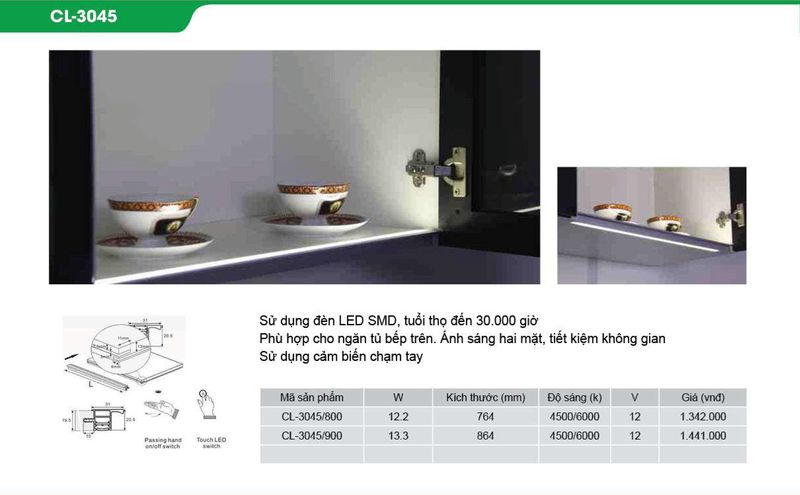 CL-3045
Sử dụng đèn LED SMD, tuổi thọ đến 30.000 giờ
Phù hợp cho ngăn tủ bếp trên. Ánh sáng hai mặt, tiết kiệm không gian
Sử dụng cảm biến chạm tay
31
20.5
11mm
13mm
6mm
L
31
19.5
20.5
10
Passing hand
on/off switch
Touch LED
switch
Mã sản phẩm W Kích thước (mm) Độ sáng (k) V Giá (vnđ)
CL-3045/800 12.2 764 4500/6000 12 1.342.000
CL-3045/900 13.3 864 4500/6000 12 1.441.000